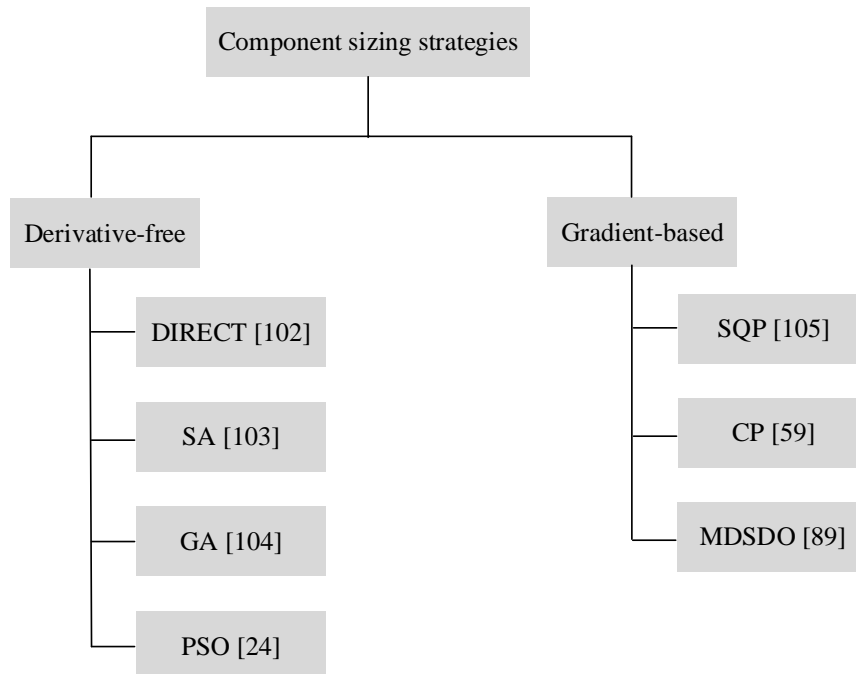 Component sizing strategies
Derivative-free
DIRECT [102]
SA [103]
GA [104]
PSO [24]
Gradient-based
SQP [105]
CP [59]
MDSDO [89]